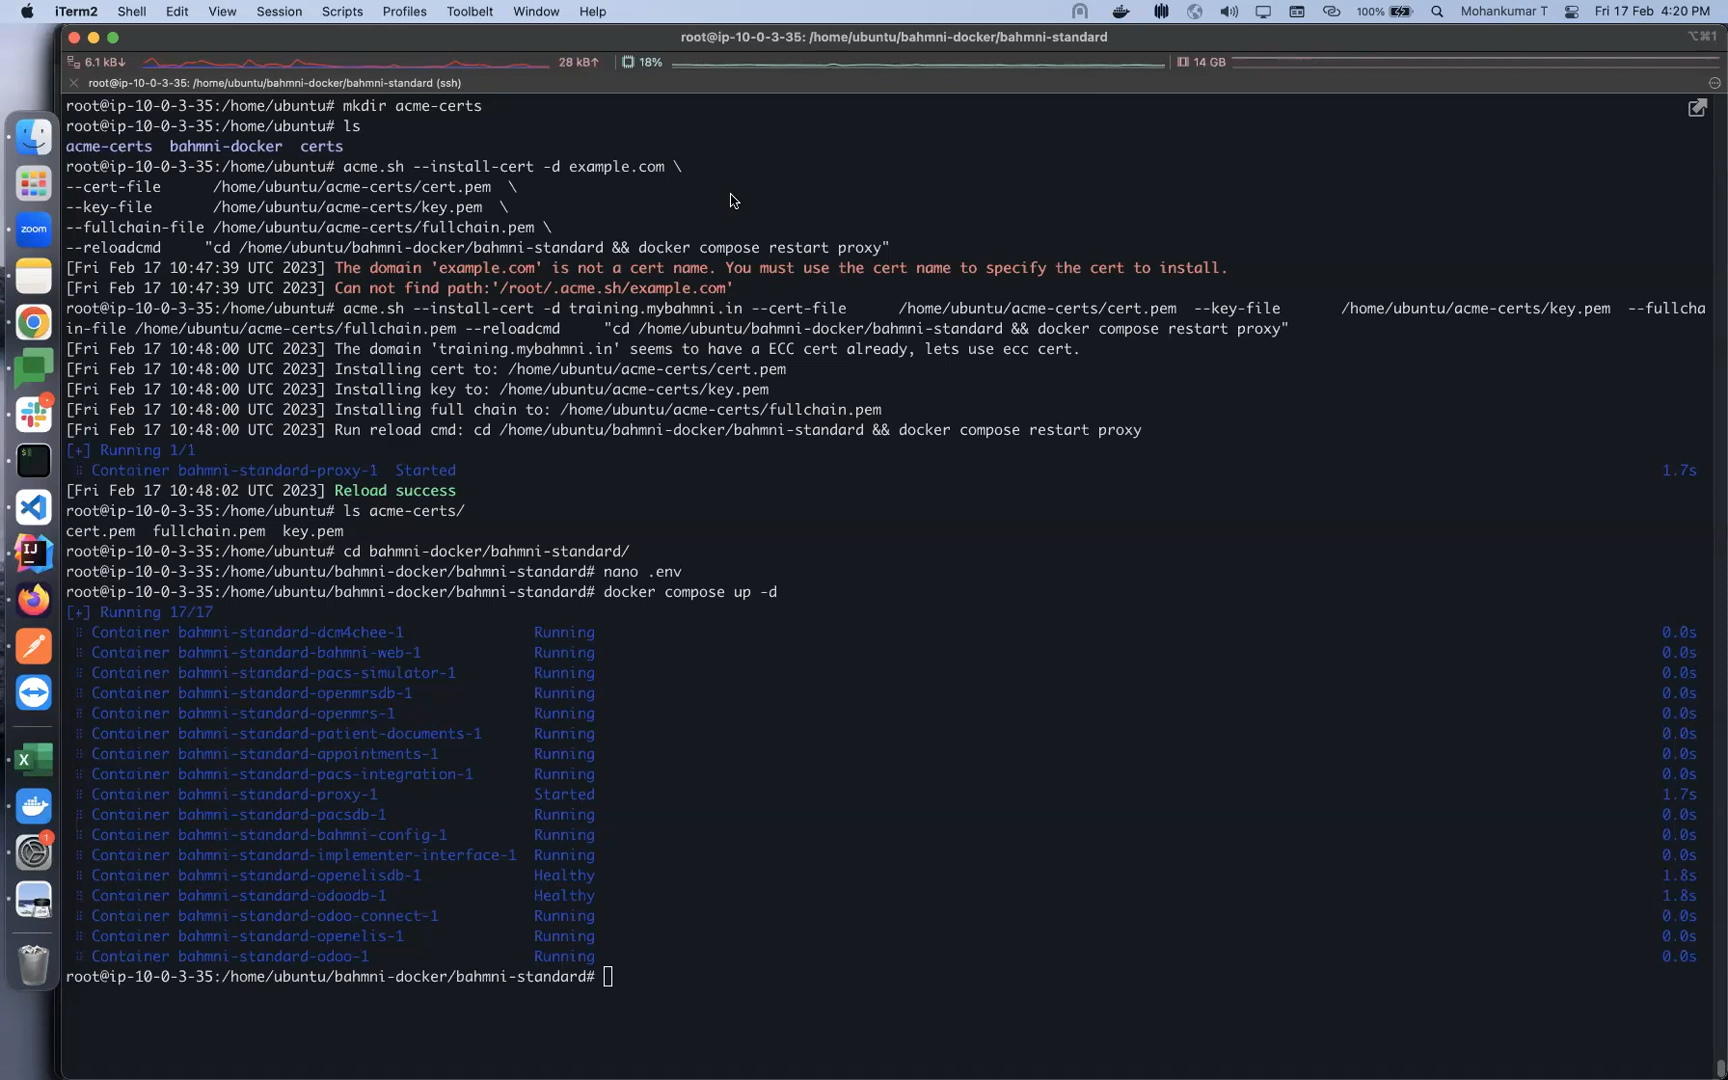 iTerm2 Shell Edit View Session Scripts Profiles Toolbelt Window Help 100% Mohankumar T Fri 17 Feb 4:20 PM
root@ip-10-0-3-35: /home/ubuntu/bahmni-docker/bahmni-standard ⌥⌘1
6.1 kB↓ 28 kB↑ 18% 14 GB
root@ip-10-0-3-35: /home/ubuntu/bahmni-docker/bahmni-standard (ssh)
root@ip-10-0-3-35:/home/ubuntu# mkdir acme-certs
root@ip-10-0-3-35:/home/ubuntu# ls
acme-certs bahmni-docker certs
root@ip-10-0-3-35:/home/ubuntu# acme.sh --install-cert -d example.com \
--cert-file /home/ubuntu/acme-certs/cert.pem \
--key-file /home/ubuntu/acme-certs/key.pem \
--fullchain-file /home/ubuntu/acme-certs/fullchain.pem \
--reloadcmd "cd /home/ubuntu/bahmni-docker/bahmni-standard && docker compose restart proxy"
[Fri Feb 17 10:47:39 UTC 2023] The domain 'example.com' is not a cert name. You must use the cert name to specify the cert to install.
[Fri Feb 17 10:47:39 UTC 2023] Can not find path:'/root/.acme.sh/example.com'
root@ip-10-0-3-35:/home/ubuntu# acme.sh --install-cert -d training.mybahmni.in --cert-file /home/ubuntu/acme-certs/cert.pem --key-file /home/ubuntu/acme-certs/key.pem --fullcha
in-file /home/ubuntu/acme-certs/fullchain.pem --reloadcmd "cd /home/ubuntu/bahmni-docker/bahmni-standard && docker compose restart proxy"
[Fri Feb 17 10:48:00 UTC 2023] The domain 'training.mybahmni.in' seems to have a ECC cert already, lets use ecc cert.
[Fri Feb 17 10:48:00 UTC 2023] Installing cert to: /home/ubuntu/acme-certs/cert.pem
[Fri Feb 17 10:48:00 UTC 2023] Installing key to: /home/ubuntu/acme-certs/key.pem
[Fri Feb 17 10:48:00 UTC 2023] Installing full chain to: /home/ubuntu/acme-certs/fullchain.pem
[Fri Feb 17 10:48:00 UTC 2023] Run reload cmd: cd /home/ubuntu/bahmni-docker/bahmni-standard && docker compose restart proxy
[+] Running 1/1
Container bahmni-standard-proxy-1 Started 1.7s
[Fri Feb 17 10:48:02 UTC 2023] Reload success
root@ip-10-0-3-35:/home/ubuntu# ls acme-certs/
cert.pem fullchain.pem key.pem
root@ip-10-0-3-35:/home/ubuntu# cd bahmni-docker/bahmni-standard/
root@ip-10-0-3-35:/home/ubuntu/bahmni-docker/bahmni-standard# nano .env
root@ip-10-0-3-35:/home/ubuntu/bahmni-docker/bahmni-standard# docker compose up -d
[+] Running 17/17
Container bahmni-standard-dcm4chee-1 Running 0.0s
Container bahmni-standard-bahmni-web-1 Running 0.0s
Container bahmni-standard-pacs-simulator-1 Running 0.0s
Container bahmni-standard-openmrsdb-1 Running 0.0s
Container bahmni-standard-openmrs-1 Running 0.0s
Container bahmni-standard-patient-documents-1 Running 0.0s
Container bahmni-standard-appointments-1 Running 0.0s
Container bahmni-standard-pacs-integration-1 Running 0.0s
Container bahmni-standard-proxy-1 Started 1.7s
Container bahmni-standard-pacsdb-1 Running 0.0s
Container bahmni-standard-bahmni-config-1 Running 0.0s
Container bahmni-standard-implementer-interface-1 Running 0.0s
Container bahmni-standard-openelisdb-1 Healthy 1.8s
Container bahmni-standard-odoodb-1 Healthy 1.8s
Container bahmni-standard-odoo-connect-1 Running 0.0s
Container bahmni-standard-openelis-1 Running 0.0s
Container bahmni-standard-odoo-1 Running 0.0s
root@ip-10-0-3-35:/home/ubuntu/bahmni-docker/bahmni-standard#
zoom
IJ
X
1